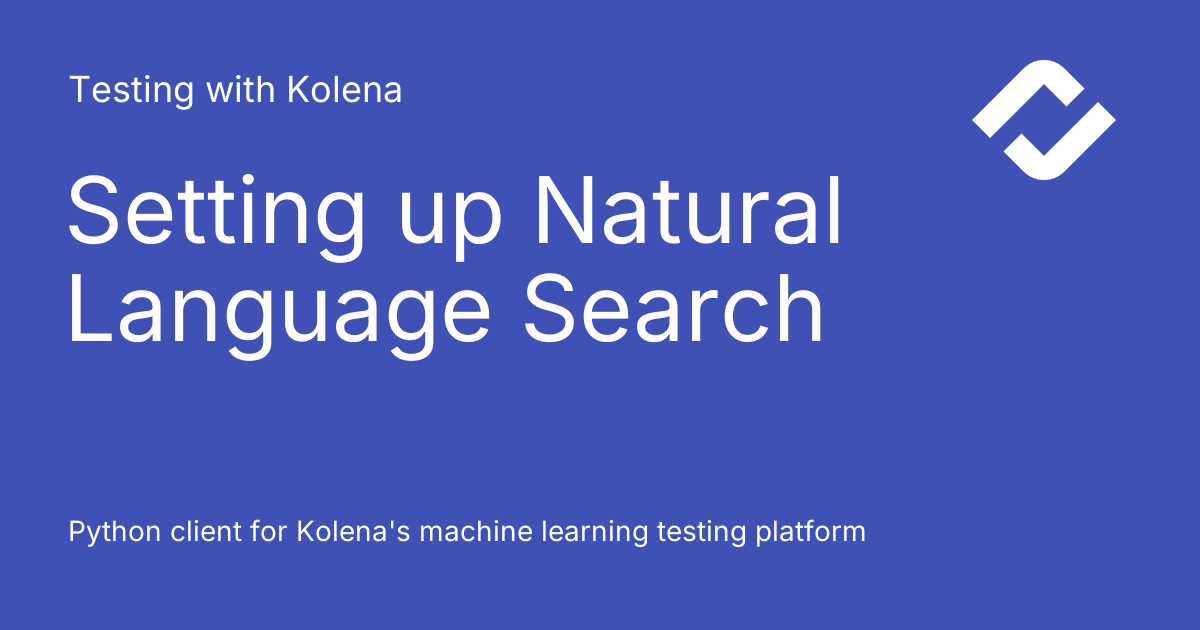 Testing with Kolena
Setting up Natural
Language Search
Python client for Kolena's machine learning testing platform